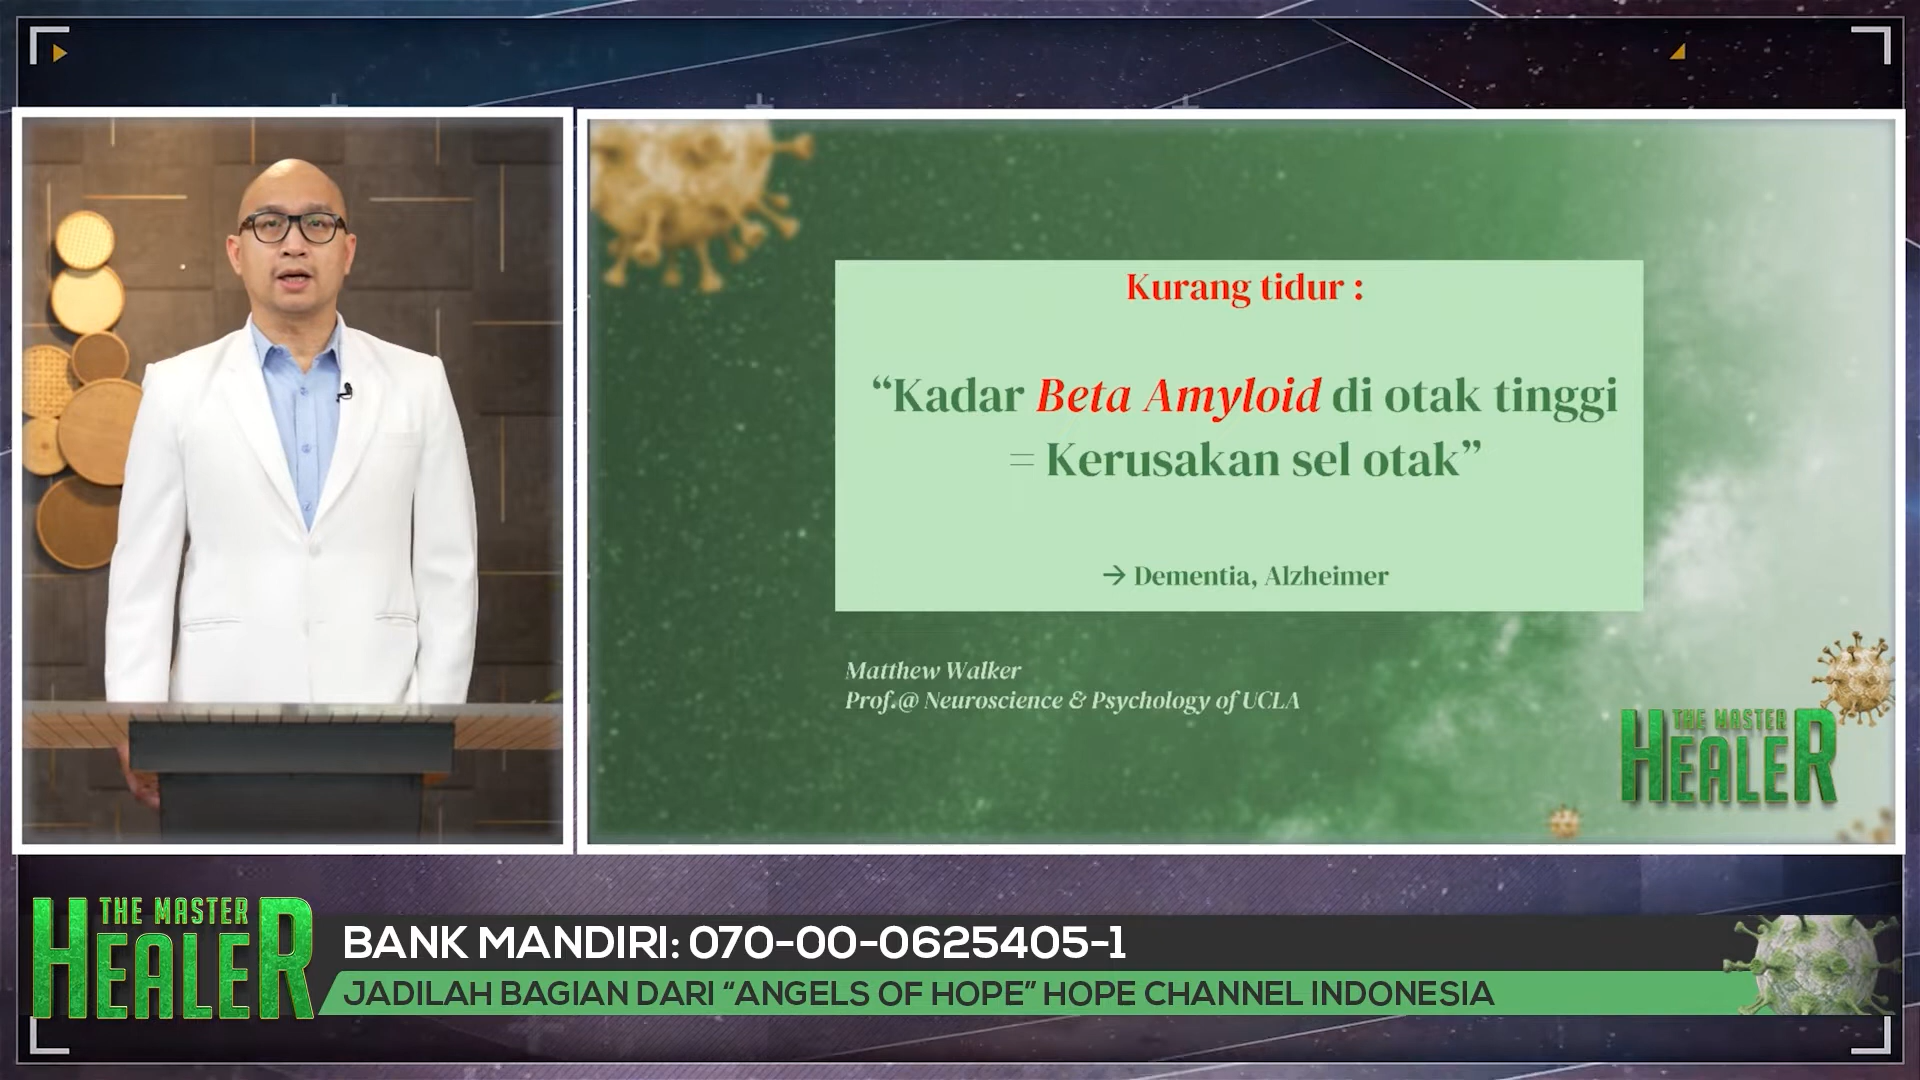 Kurang tidur :
“Kadar Beta Amyloid di otak tinggi
= Kerusakan sel otak”
→ Dementia, Alzheimer
Matthew Walker
Prof.@ Neuroscience & Psychology of UCLA
THE MASTER
HEALER
THE MASTER
HEALER
BANK MANDIRI: 070-00-0625405-1
JADILAH BAGIAN DARI “ANGELS OF HOPE” HOPE CHANNEL INDONESIA